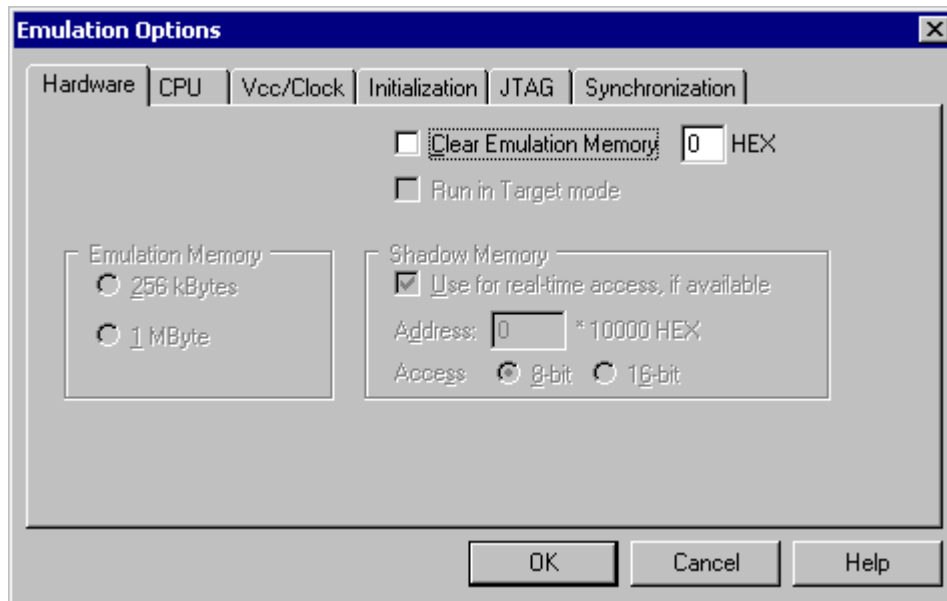 Emulation Options
Hardware CPU Vcc/Clock Initialization JTAG Synchronization
Clear Emulation Memory 0 HEX
Run in Target mode
Emulation Memory
256 kBytes
1 MByte
Shadow Memory
Use for real-time access, if available
Address: 0 * 10000 HEX
Access 8-bit 16-bit
OK Cancel Help